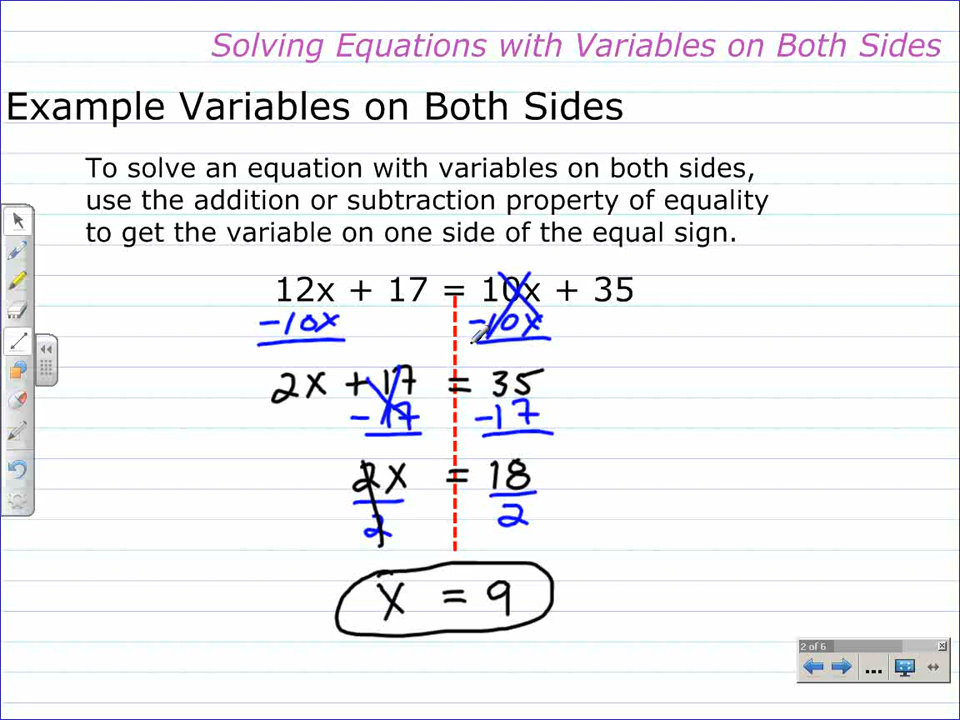 Solving Equations with Variables on Both Sides
Example Variables on Both Sides
To solve an equation with variables on both sides,
use the addition or subtraction property of equality
to get the variable on one side of the equal sign.
12x + 17 = 10x + 35
-10x -10x
2x + 17 = 35
-17 -17
2x = 18
2 2
x = 9
2 of 6
...